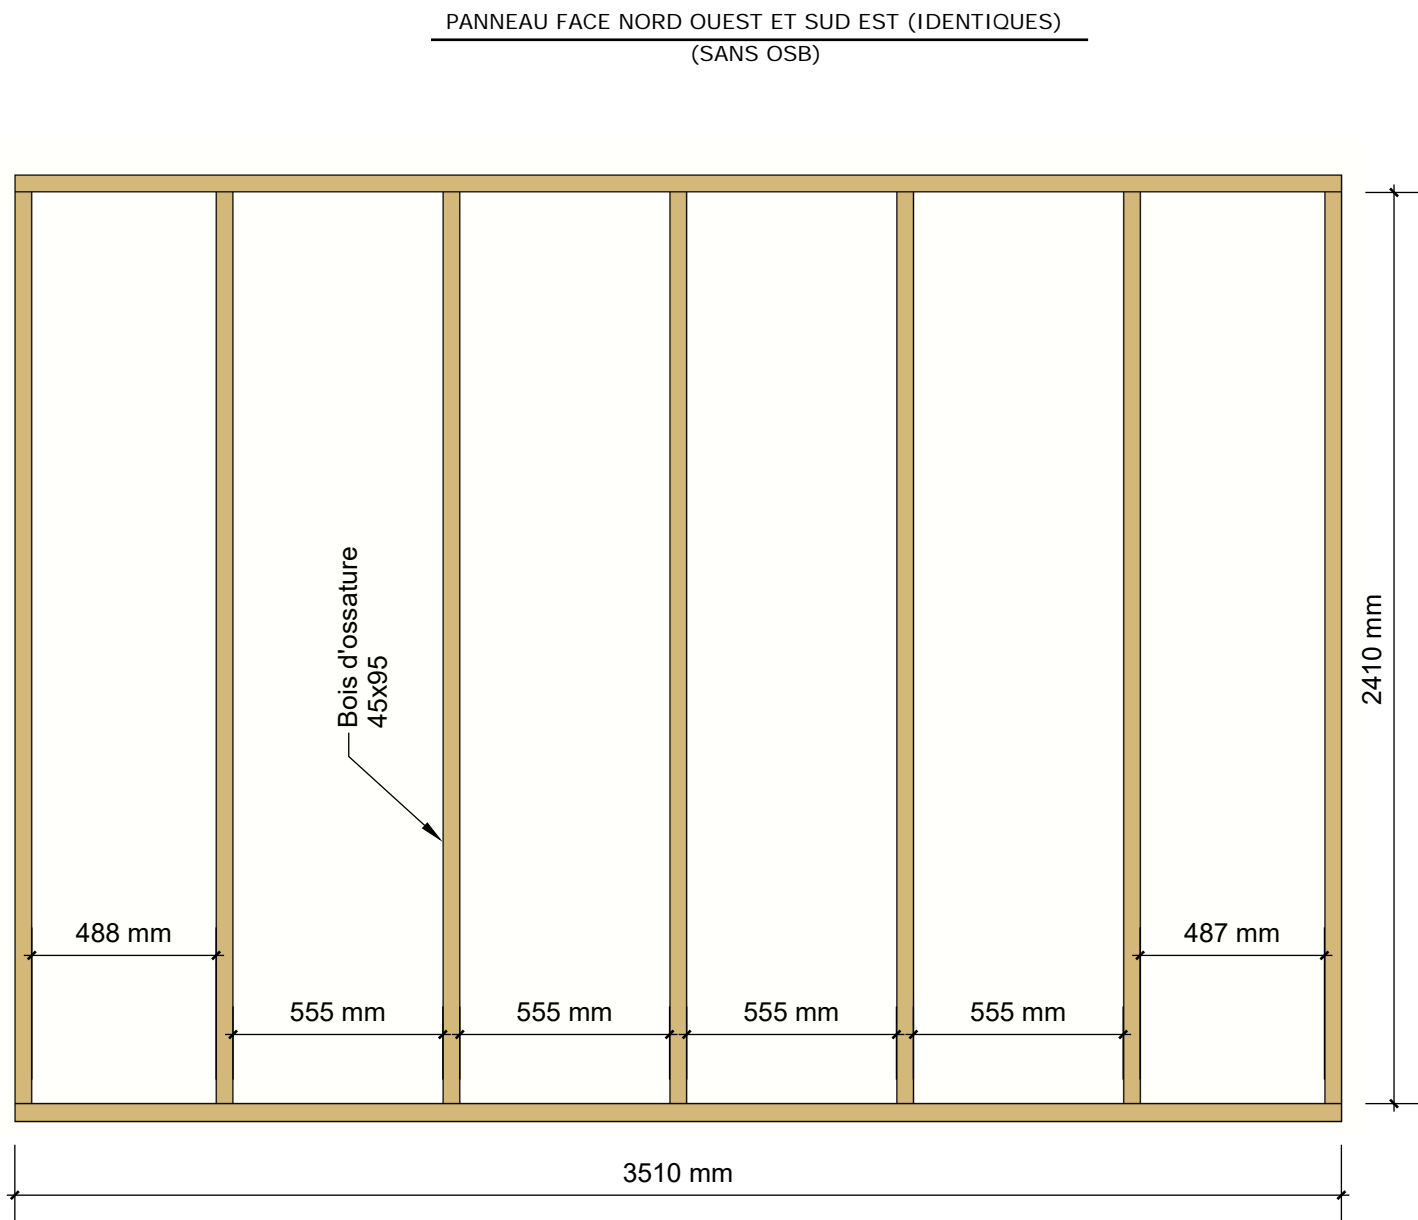 PANNEAU FACE NORD OUEST ET SUD EST (IDENTIQUES)
(SANS OSB)
Bois d'ossature
45x95
2410 mm
488 mm
487 mm
555 mm
555 mm
555 mm
555 mm
3510 mm